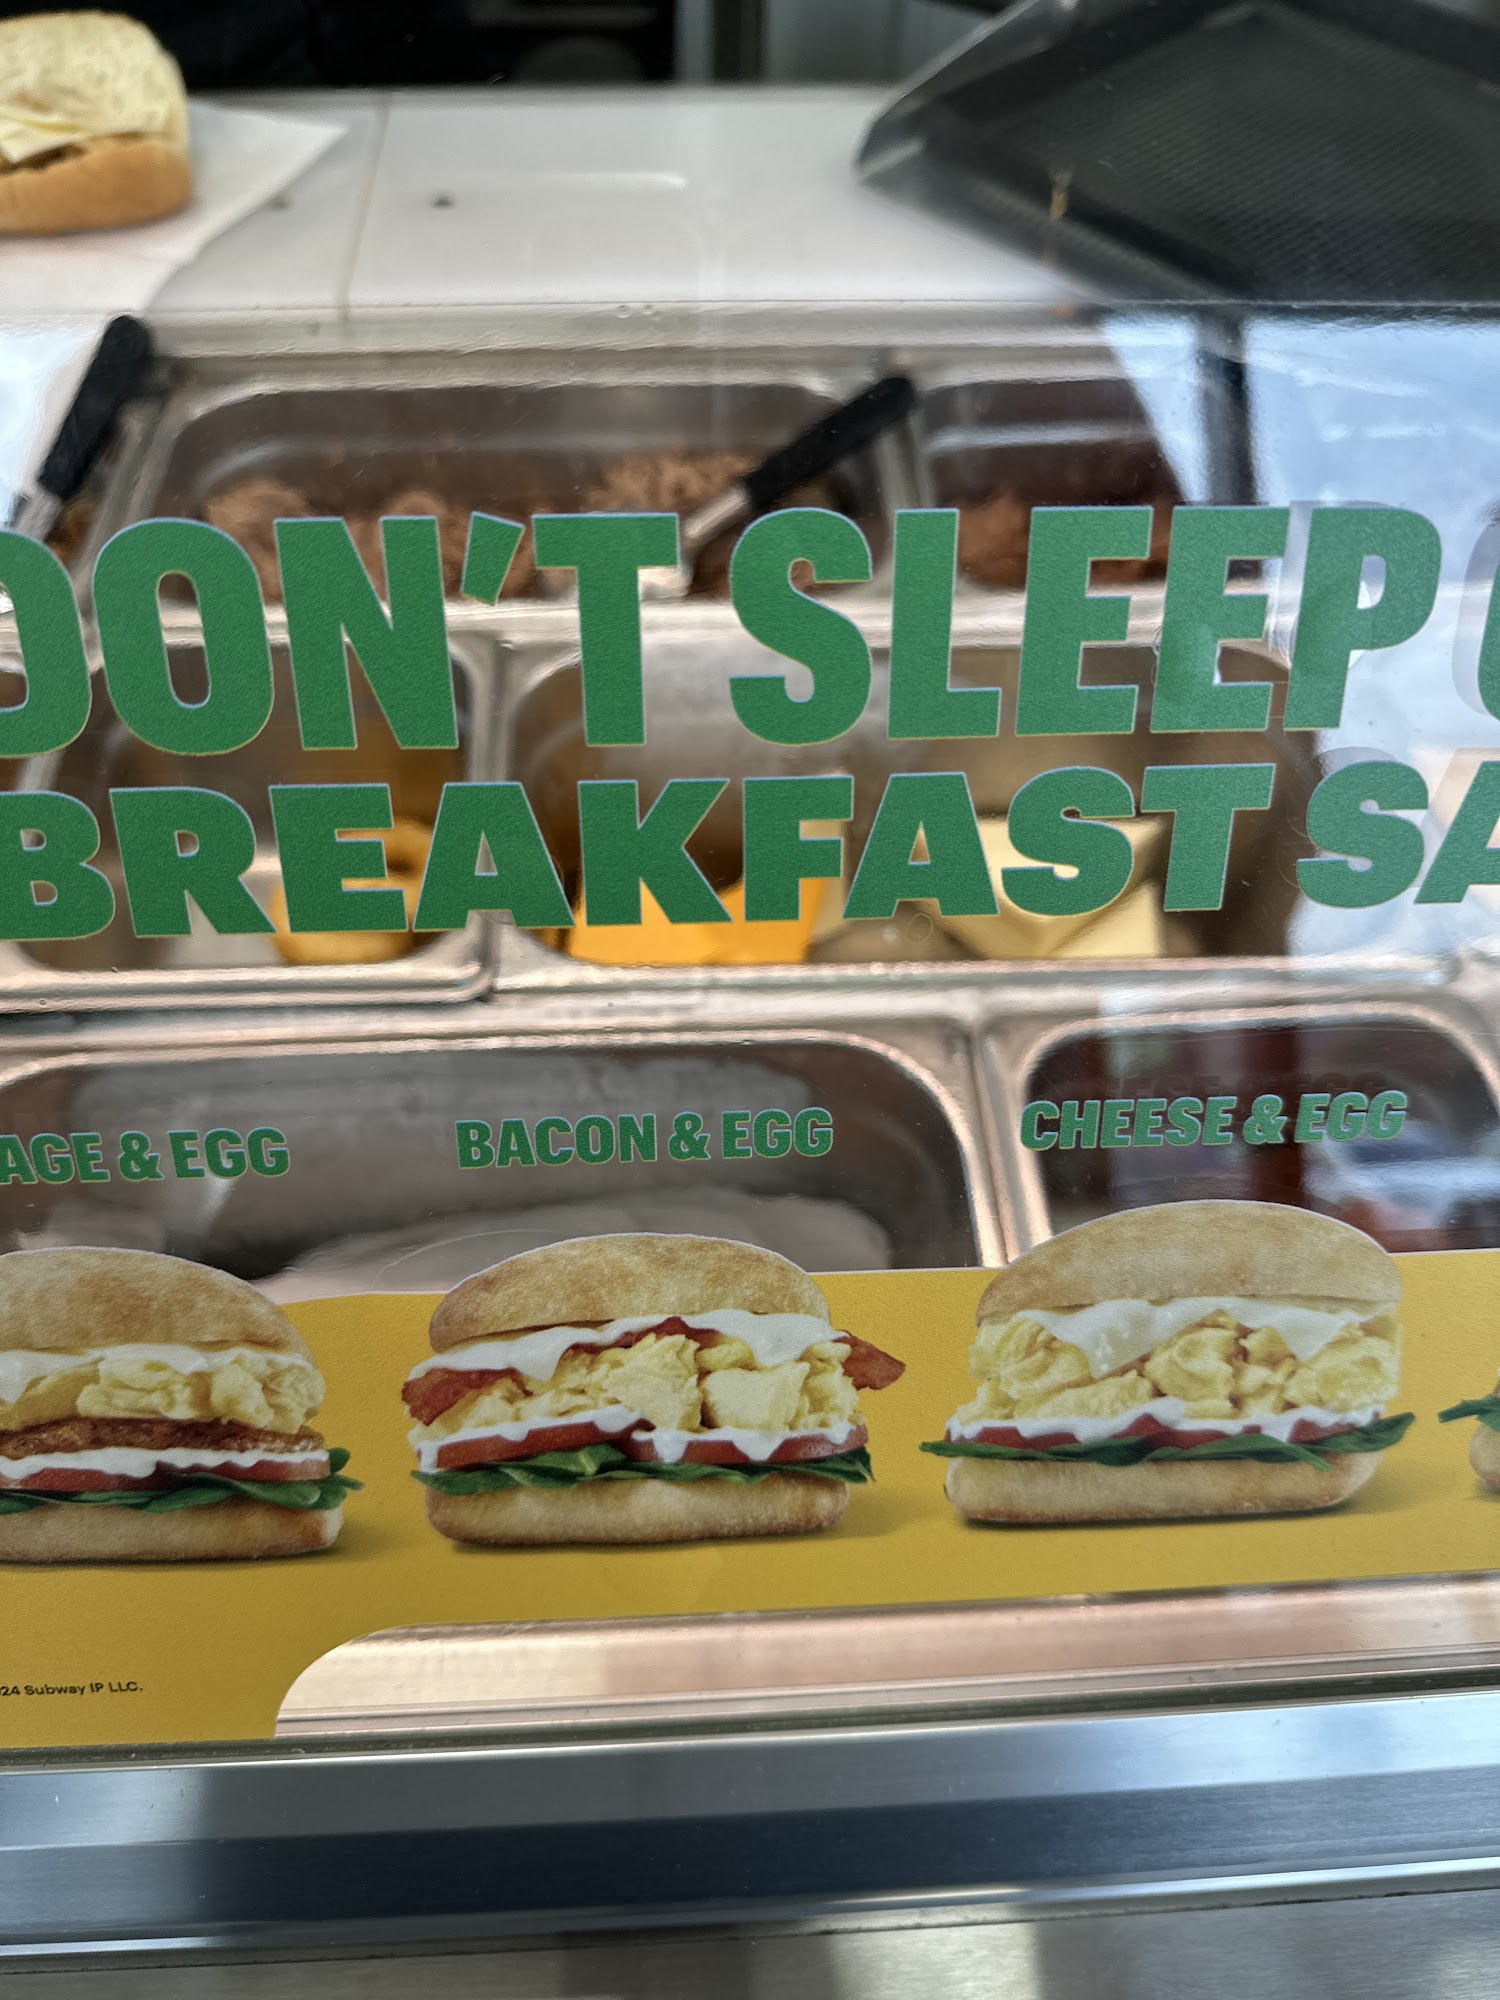 DON'T SLEEP
BREAKFAST SA
AGE & EGG
BACON & EGG
CHEESE & EGG
24 Subway IP LLC.